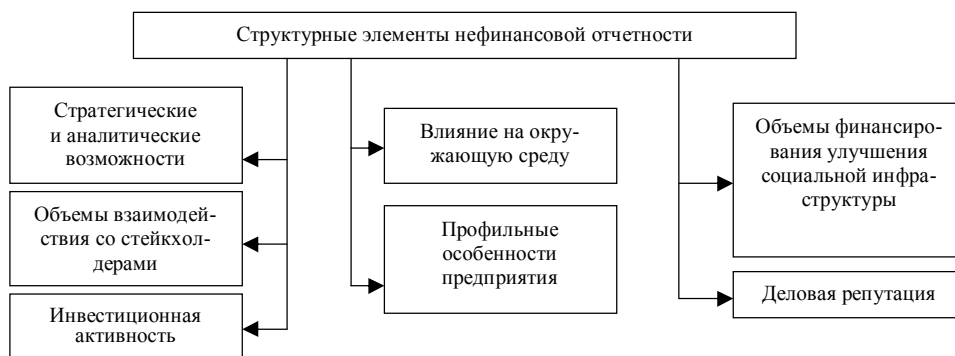 Структурные элементы нефинансовой отчетности
Стратегические
и аналитические
возможности
Объемы взаимодей-
ствия со стейкхол-
дерами
Инвестиционная
активность
Влияние на окру-
жающую среду
Профильные
особенности
предприятия
Объемы финансиро-
вания улучшения
социальной инфра-
структуры
Деловая репутация